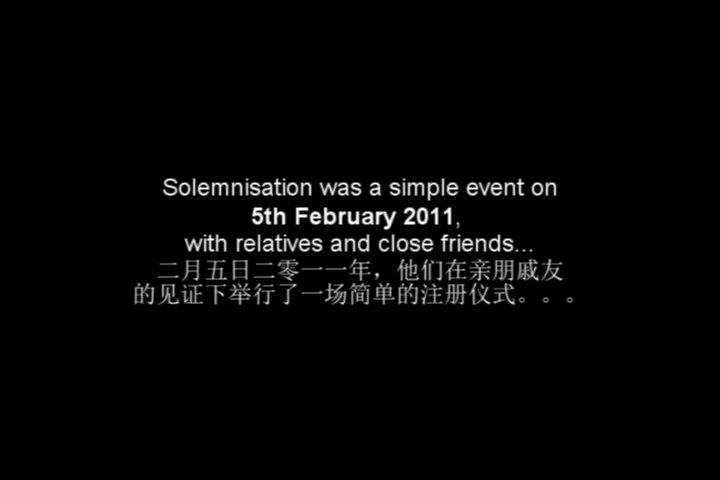 Solemnisation was a simple event on
5th February 2011,
with relatives and close friends...
二月五日二零一一年，他们在亲朋戚友
的见证下举行了一场简单的注册仪式。。。